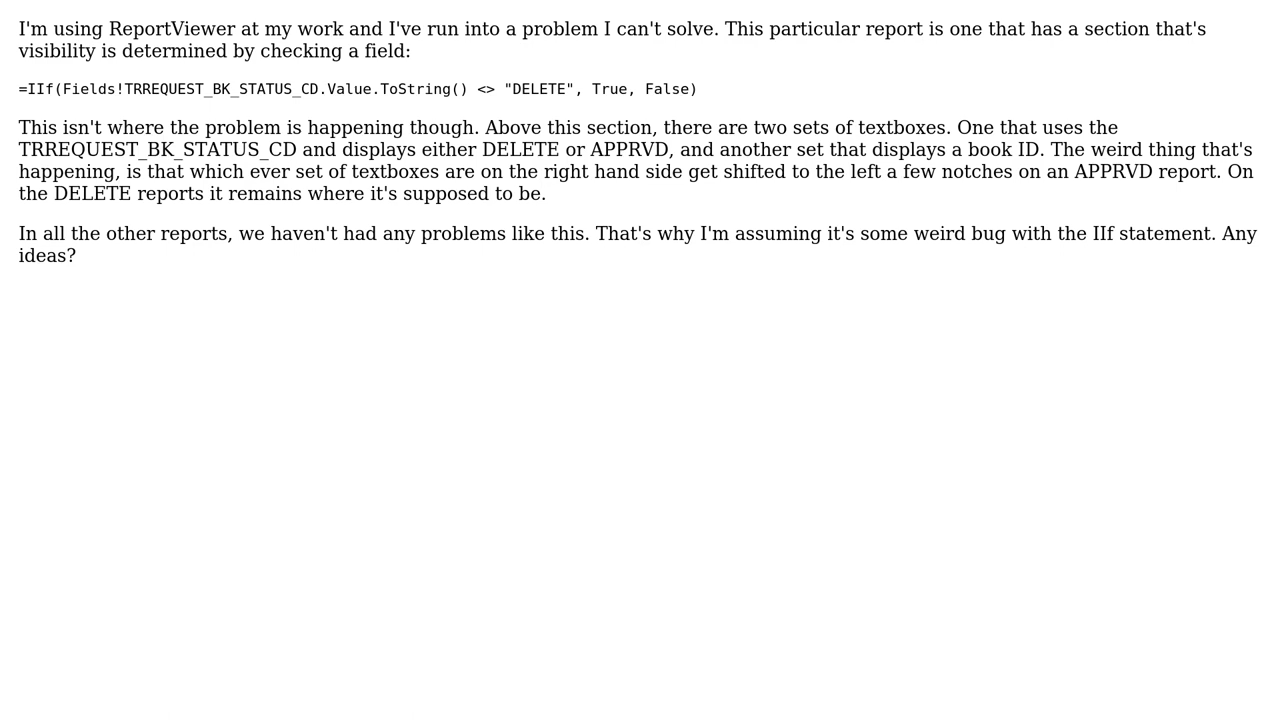 I'm using ReportViewer at my work and I've run into a problem I can't solve. This particular report is one that has a section that's
visibility is determined by checking a field:
=IIf(Fields!TRREQUEST_BK_STATUS_CD.Value.ToString() <> "DELETE", True, False)
This isn't where the problem is happening though. Above this section, there are two sets of textboxes. One that uses the
TRREQUEST_BK_STATUS_CD and displays either DELETE or APPRVD, and another set that displays a book ID. The weird thing that's
happening, is that which ever set of textboxes are on the right hand side get shifted to the left a few notches on an APPRVD report. On
the DELETE reports it remains where it's supposed to be.
In all the other reports, we haven't had any problems like this. That's why I'm assuming it's some weird bug with the IIf statement. Any
ideas?